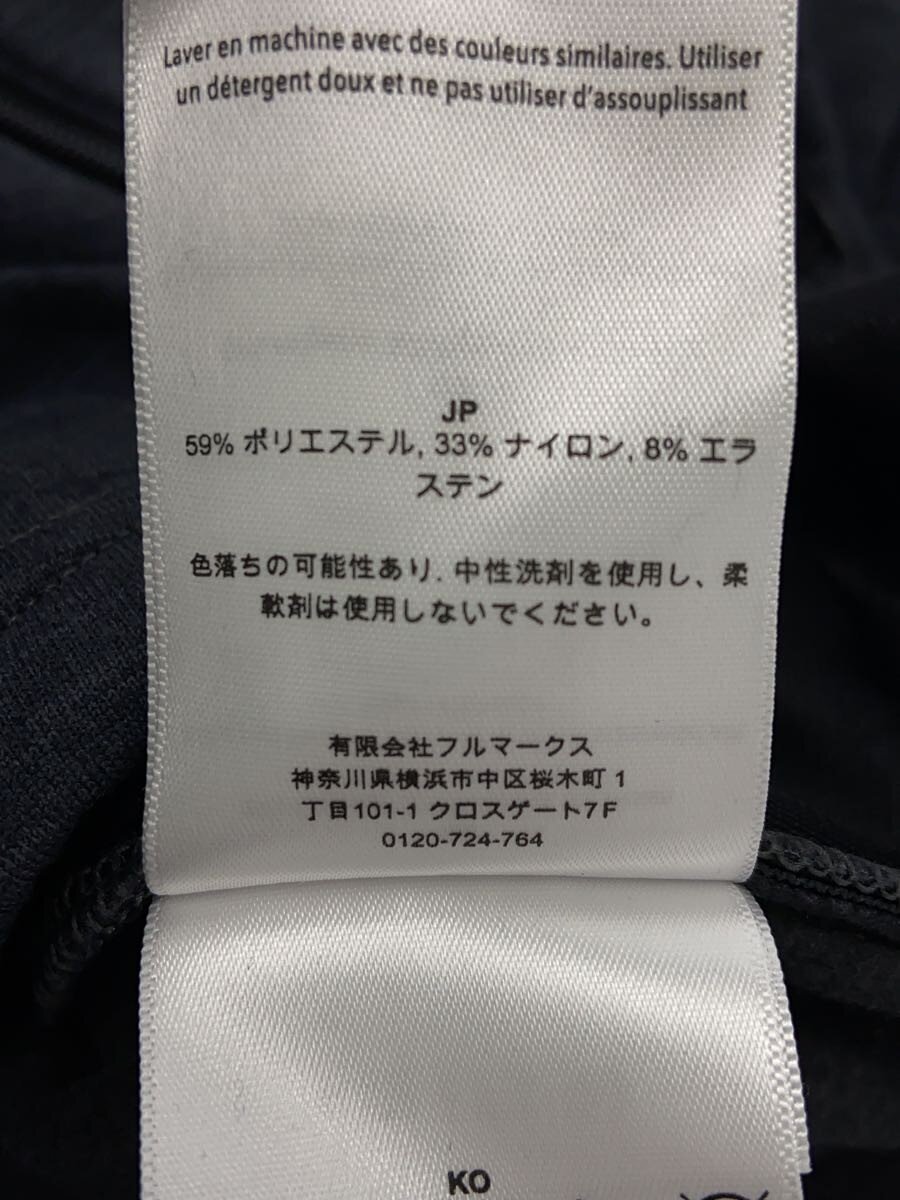 Laver en machine avec des couleurs similaires. Utiliser
un détergent doux et ne pas utiliser d'assouplissant
JP
59% ポリエステル, 33% ナイロン, 8% エラ
ステン
色落ちの可能性あり. 中性洗剤を使用し、柔
軟剤は使用しないでください。
有限会社フルマークス
神奈川県横浜市中区桜木町 1
丁目101-1 クロスゲート7F
0120-724-764
KO